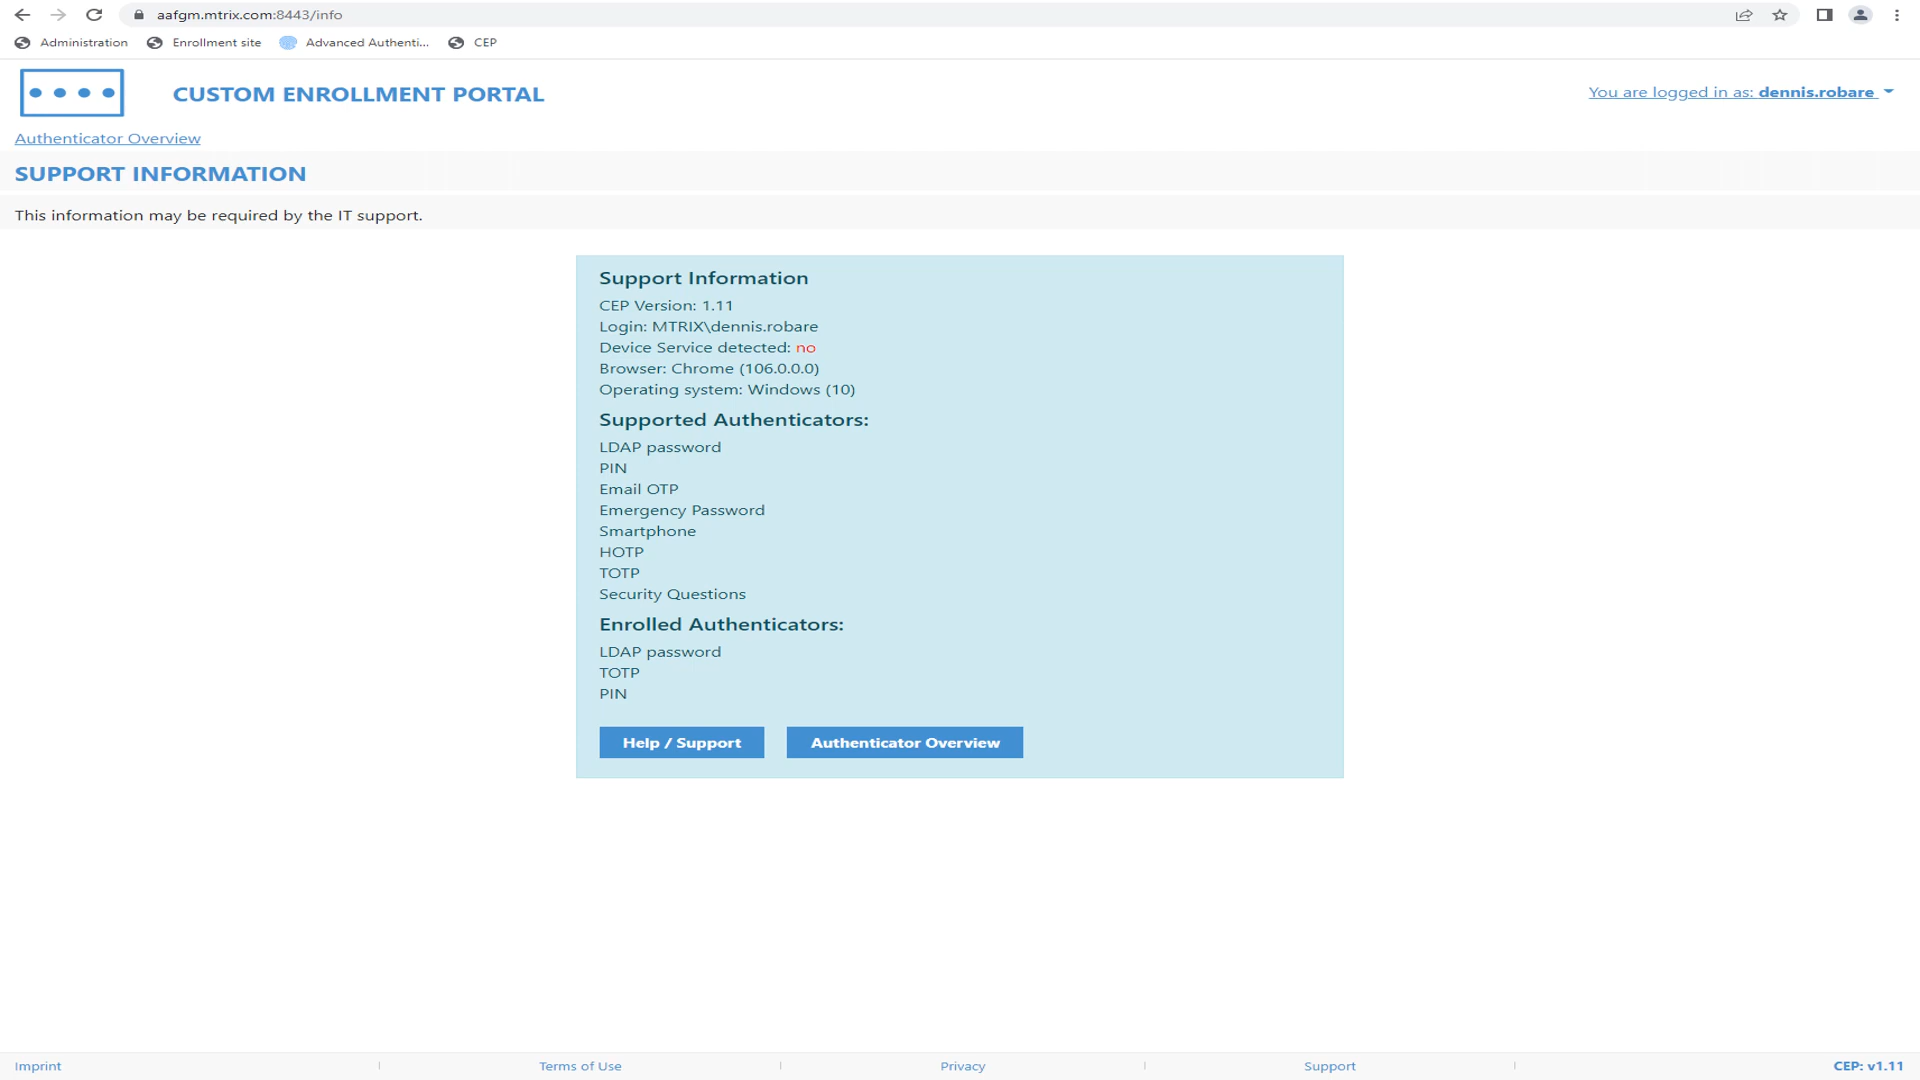 aafgm.mtrix.com:8443/info
Administration
Enrollment site
Advanced Authenti...
CEP
CUSTOM ENROLLMENT PORTAL
You are logged in as: dennis.robare
Authenticator Overview
SUPPORT INFORMATION
This information may be required by the IT support.
Support Information
CEP Version: 1.11
Login: MTRIX\dennis.robare
Device Service detected: no
Browser: Chrome (106.0.0.0)
Operating system: Windows (10)
Supported Authenticators:
LDAP password
PIN
Email OTP
Emergency Password
Smartphone
HOTP
TOTP
Security Questions
Enrolled Authenticators:
LDAP password
TOTP
PIN
Help / Support
Authenticator Overview
Imprint
Terms of Use
Privacy
Support
CEP: v1.11